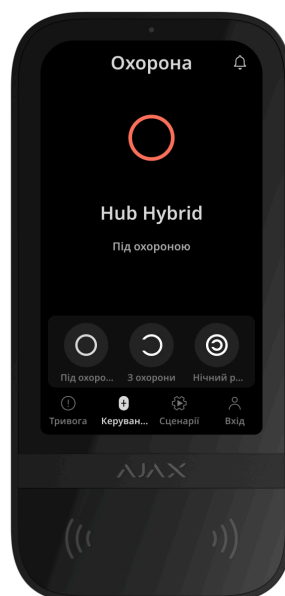 Охорона
Hub Hybrid
Під охороною
Під охоро... З охорони Нічний р...
Тривога Керуван... Сценарії Вхід
AJAX